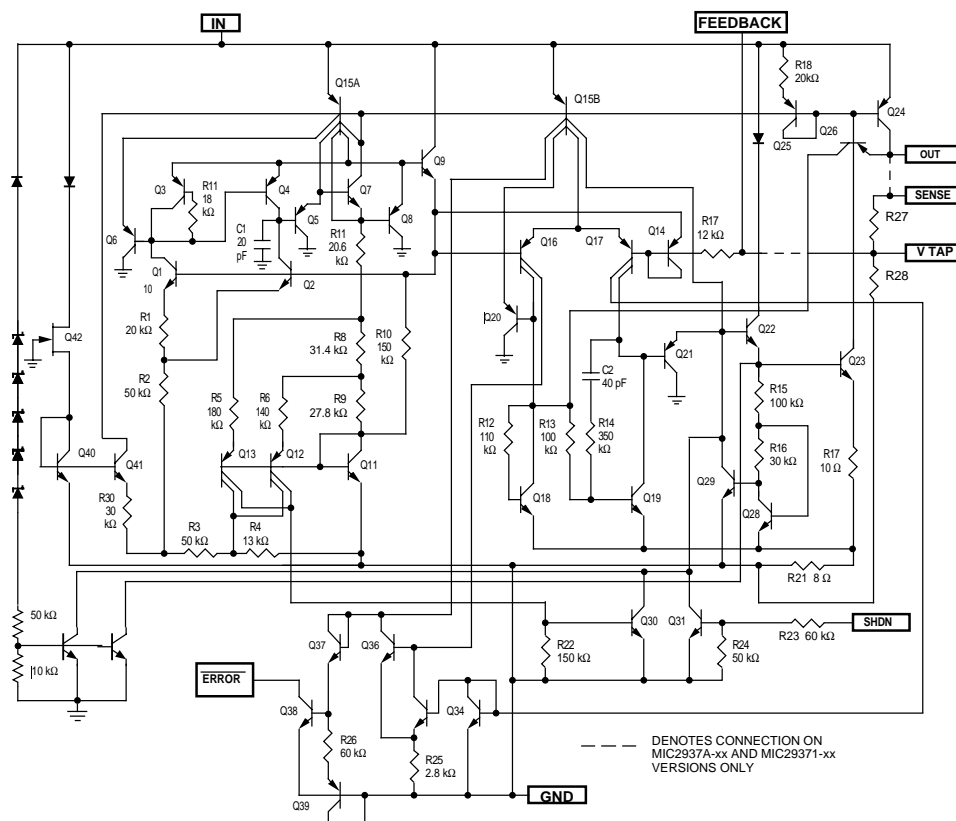 IN
FEEDBACK
R18
20kΩ
Q15A
Q15B
Q24
Q26
Q25
OUT
Q9
SENSE
Q3
R11
18
kΩ
Q4
Q7
C1
20
pF
Q5
Q8
Q6
R11
20.6
kΩ
Q16
Q17
Q14
R17
12 kΩ
R27
V TAP
R28
Q1
10
Q2
R1
20 kΩ
R10
150
kΩ
Q20
Q42
R8
31.4 kΩ
Q21
Q22
Q23
R2
50 kΩ
C2
40 pF
R5
180
kΩ
R6
140
kΩ
R9
27.8 kΩ
R15
100 kΩ
R12
110
kΩ
R13
100
kΩ
R14
350
kΩ
R16
30 kΩ
R17
10 Ω
Q40
Q41
Q13
Q12
Q11
Q29
Q18
Q19
Q28
R30
30
kΩ
R3
50 kΩ
R4
13 kΩ
R21 8 Ω
50 kΩ
10 kΩ
Q37
Q36
Q30
Q31
SHDN
R23 60 kΩ
R22
150 kΩ
R24
50 kΩ
ERROR
Q38
Q34
R26
60 kΩ
R25
2.8 kΩ
DENOTES CONNECTION ON
MIC2937A-xx AND MIC29371-xx
VERSIONS ONLY
GND
Q39